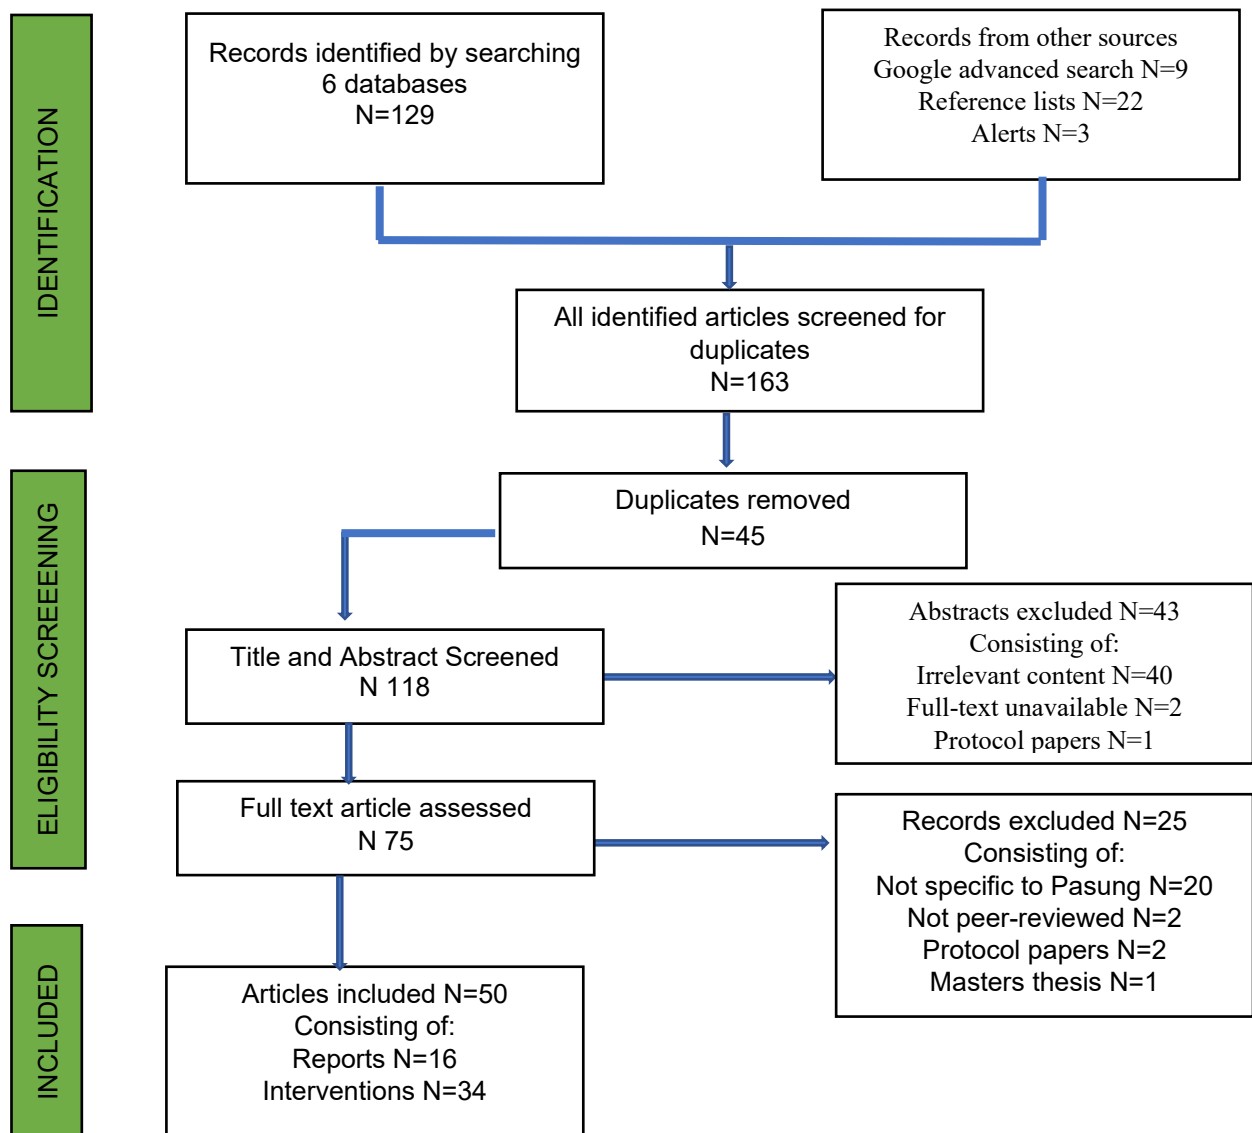 IDENTIFICATION
Records identified by searching
6 databases
N=129
Records from other sources
Google advanced search N=9
Reference lists N=22
Alerts N=3
All identified articles screened for
duplicates
N=163
ELIGIBILITY SCREEENING
Duplicates removed
N=45
Title and Abstract Screened
N 118
Abstracts excluded N=43
Consisting of:
Irrelevant content N=40
Full-text unavailable N=2
Protocol papers N=1
Full text article assessed
N 75
Records excluded N=25
Consisting of:
Not specific to Pasung N=20
Not peer-reviewed N=2
Protocol papers N=2
Masters thesis N=1
INCLUDED
Articles included N=50
Consisting of:
Reports N=16
Interventions N=34